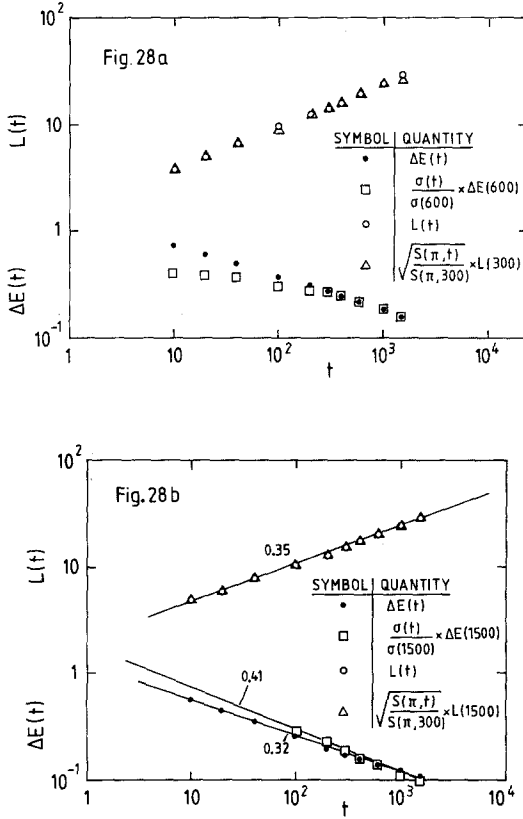 10²
Fig. 28a
L(t)
10
SYMBOL QUANTITY
ΔE(t)
σ(t)/σ(600) × ΔE(600)
L(t)
√S(π,t)/S(π,300) × L(300)
1
ΔE(t)
10⁻¹
1 10 10² 10³ 10⁴
t
10²
Fig. 28b
L(t)
0.35
10
SYMBOL QUANTITY
ΔE(t)
σ(t)/σ(1500) × ΔE(1500)
L(t)
√S(π,t)/S(π,300) × L(1500)
1
0.41
ΔE(t)
0.32
10⁻¹
1 10 10² 10³ 10⁴
t